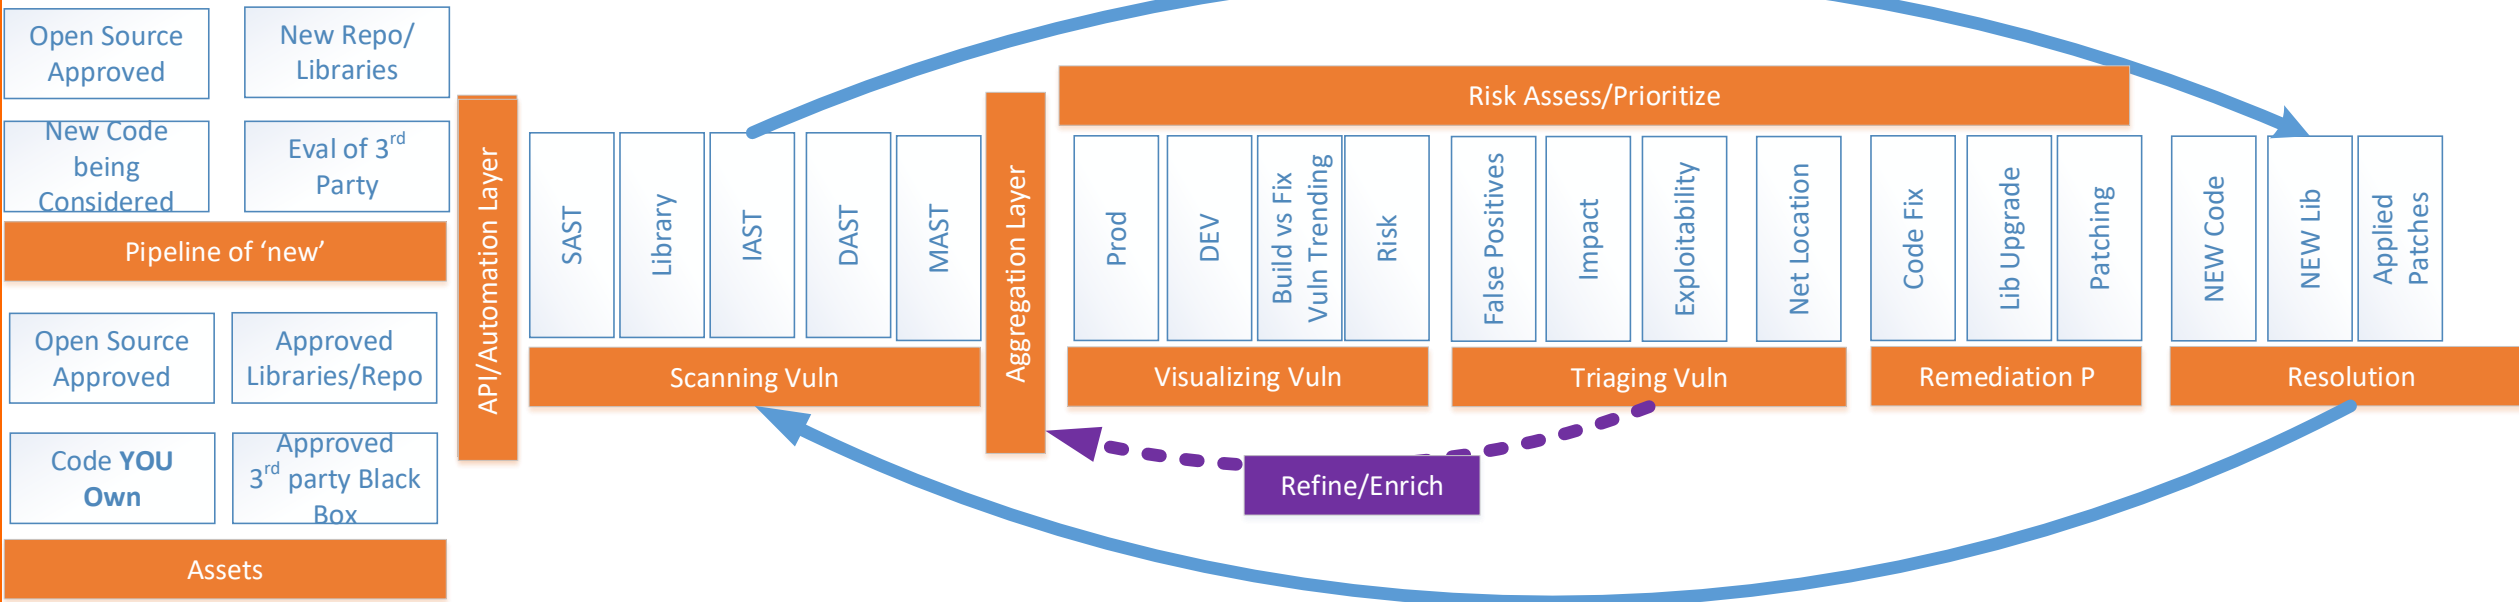 Open Source
Approved
New Repo/
Libraries
New Code
being
Considered
Eval of 3rd
Party
Pipeline of ‘new’
Open Source
Approved
Approved
Libraries/Repo
Code YOU
Own
Approved
3rd party Black
Box
Assets
API/Automation Layer
SAST
Library
IAST
DAST
MAST
Scanning Vuln
Aggregation Layer
Risk Assess/Prioritize
Prod
DEV
Build vs Fix
Vuln Trending
Risk
Visualizing Vuln
False Positives
Impact
Exploitability
Net Location
Triaging Vuln
Code Fix
Lib Upgrade
Patching
Remediation P
NEW Code
NEW Lib
Applied
Patches
Resolution
Refine/Enrich